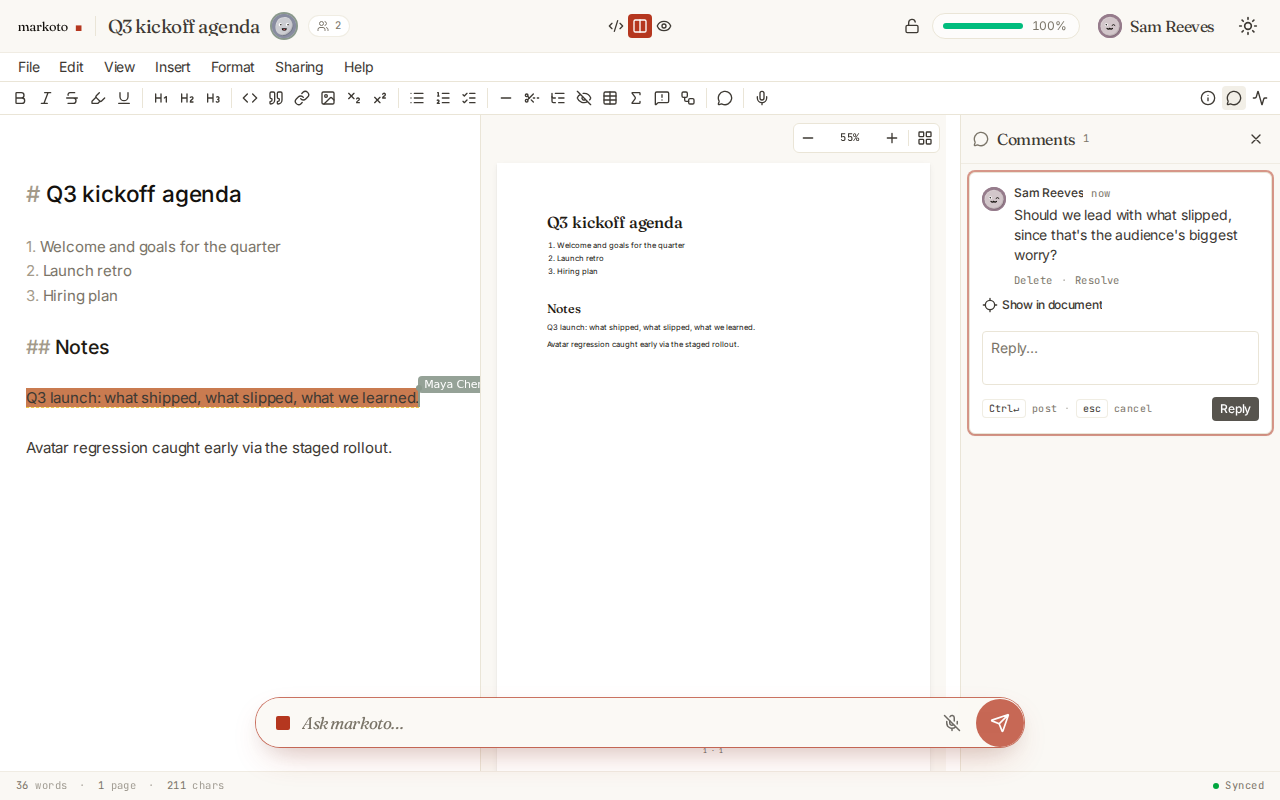 markoto
Q3 kickoff agenda
2
100%
Sam Reeves
File Edit View Insert Format Sharing Help
H1 H2 H3
55%
Comments 1
# Q3 kickoff agenda
1. Welcome and goals for the quarter
2. Launch retro
3. Hiring plan
## Notes
Maya Chen
Q3 launch: what shipped, what slipped, what we learned.
Avatar regression caught early via the staged rollout.
Q3 kickoff agenda
1. Welcome and goals for the quarter
2. Launch retro
3. Hiring plan
Notes
Q3 launch: what shipped, what slipped, what we learned.
Avatar regression caught early via the staged rollout.
1 · 1
Sam Reeves now
Should we lead with what slipped,
since that's the audience's biggest
worry?
Delete · Resolve
Show in document
Reply...
Ctrl↵ post · esc cancel
Reply
Ask markoto...
36 words · 1 page · 211 chars
Synced